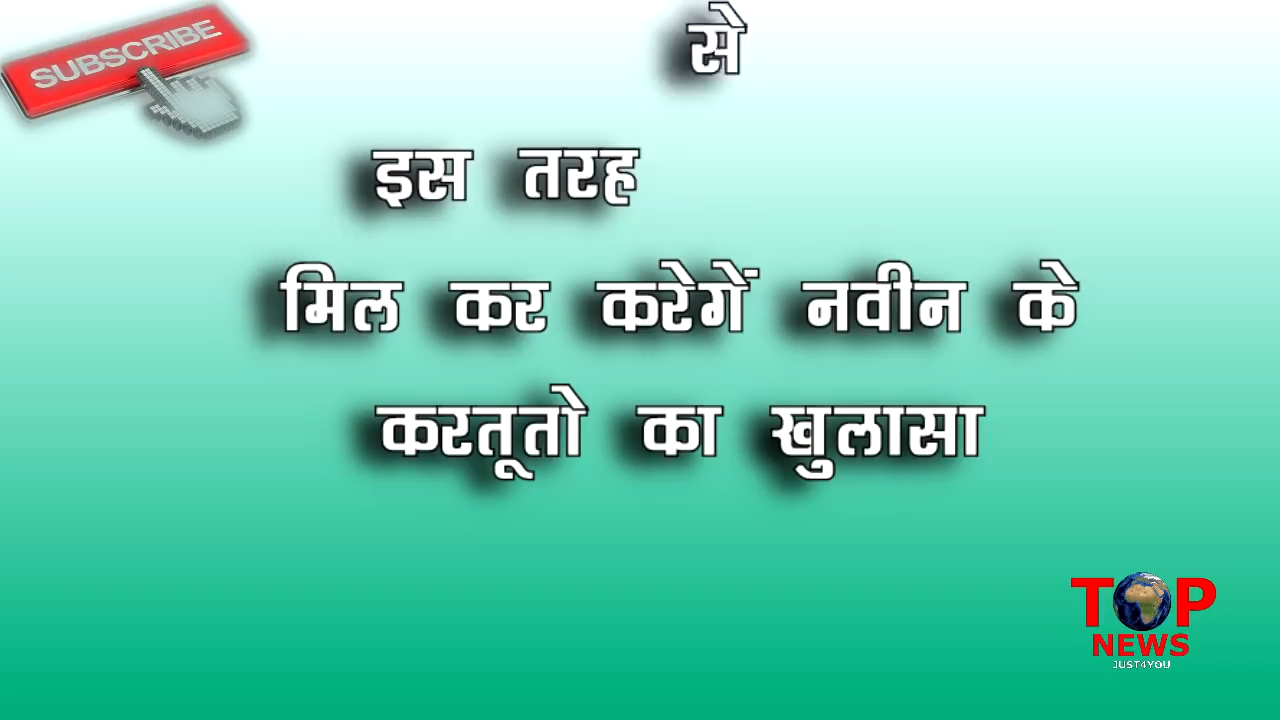 SUBSCRIBE
से
इस तरह
मिल कर करेगें नवीन के
करतूतो का खुलासा
TOP
NEWS
JUST4YOU